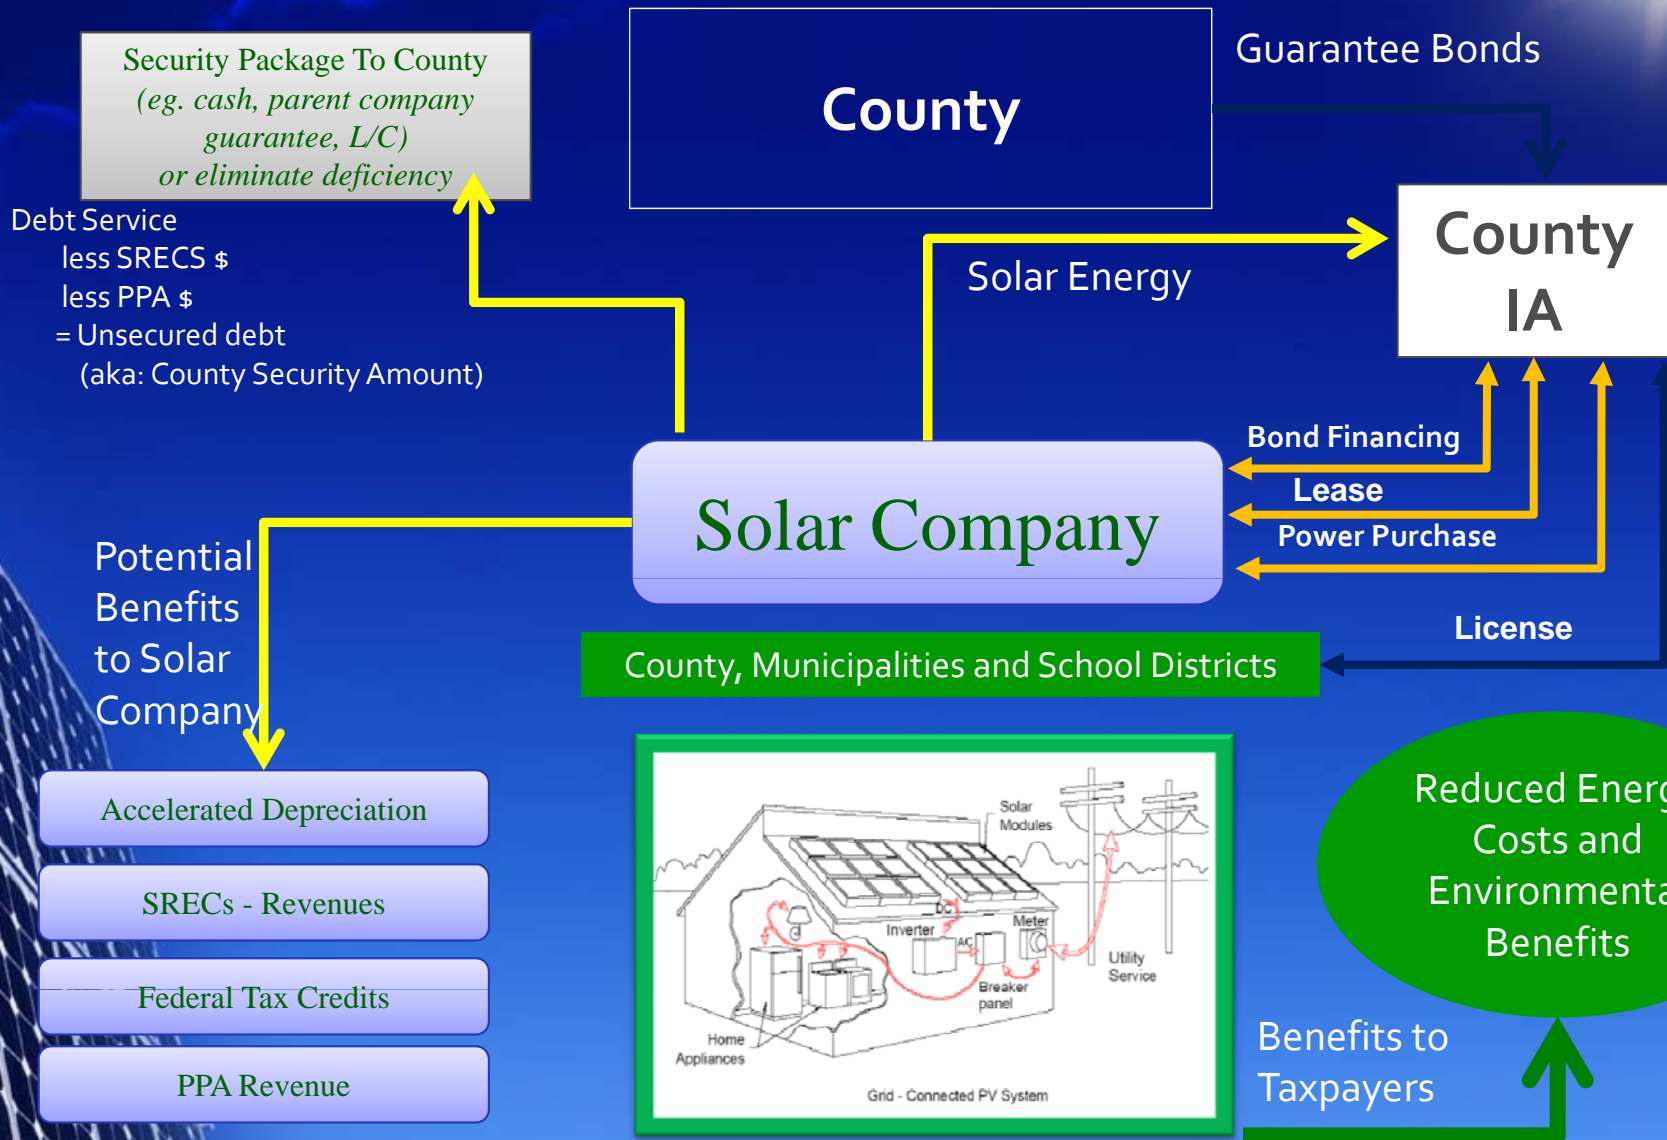 Security Package To County
(eg. cash, parent company
guarantee, L/C)
or eliminate deficiency
County
Guarantee Bonds
County
IA
Debt Service
less SRECS $
less PPA $
= Unsecured debt
(aka: County Security Amount)
Solar Energy
Bond Financing
Lease
Power Purchase
Solar Company
License
County, Municipalities and School Districts
Potential
Benefits
to Solar
Company
Accelerated Depreciation
SRECs - Revenues
Federal Tax Credits
PPA Revenue
Solar
Modules
DC
Inverter
AC
Meter
Breaker
panel
Utility
Service
Home
Appliances
Grid - Connected PV System
Reduced Energ
Costs and
Environmenta
Benefits
Benefits to
Taxpayers